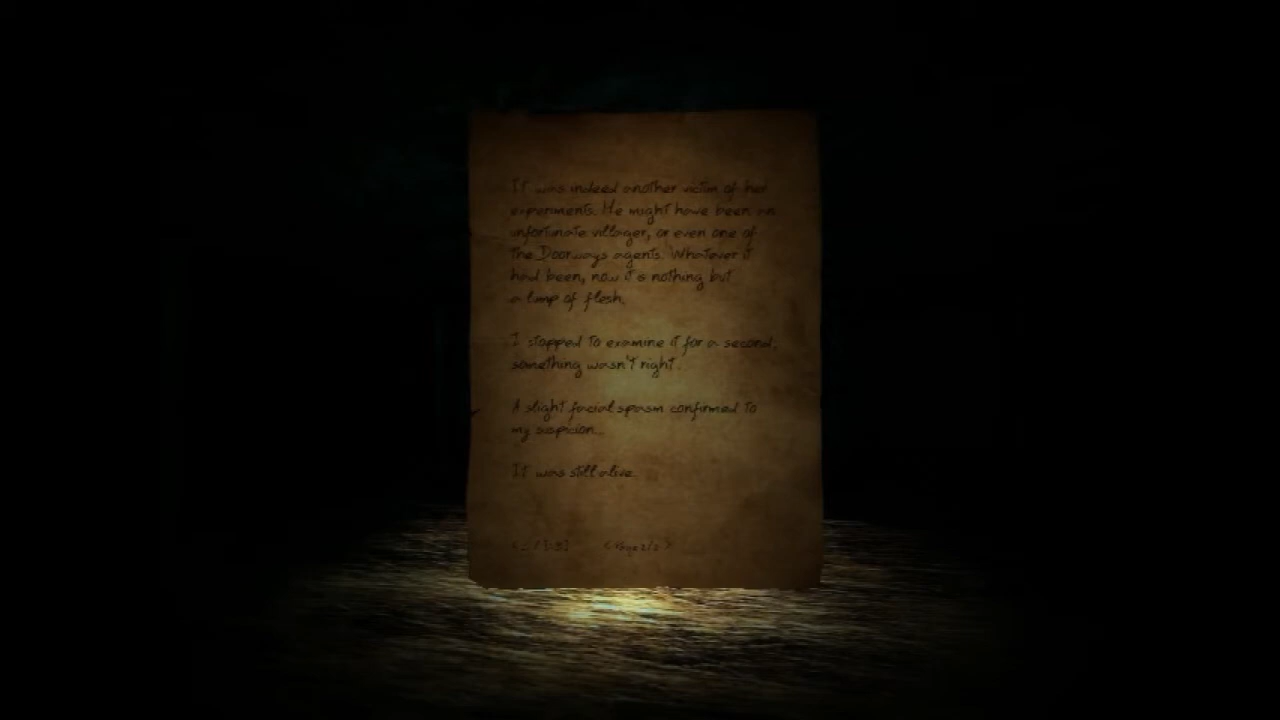 It was indeed another victim of her
experiments. He might have been an
unfortunate villager, or even one of
the Doorways agents. Whatever it
had been, now it's nothing but
a limp of flesh.
I stopped to examine it for a second,
something wasn't right...
A slight facial spasm confirmed to
my suspicion...
It was still alive.